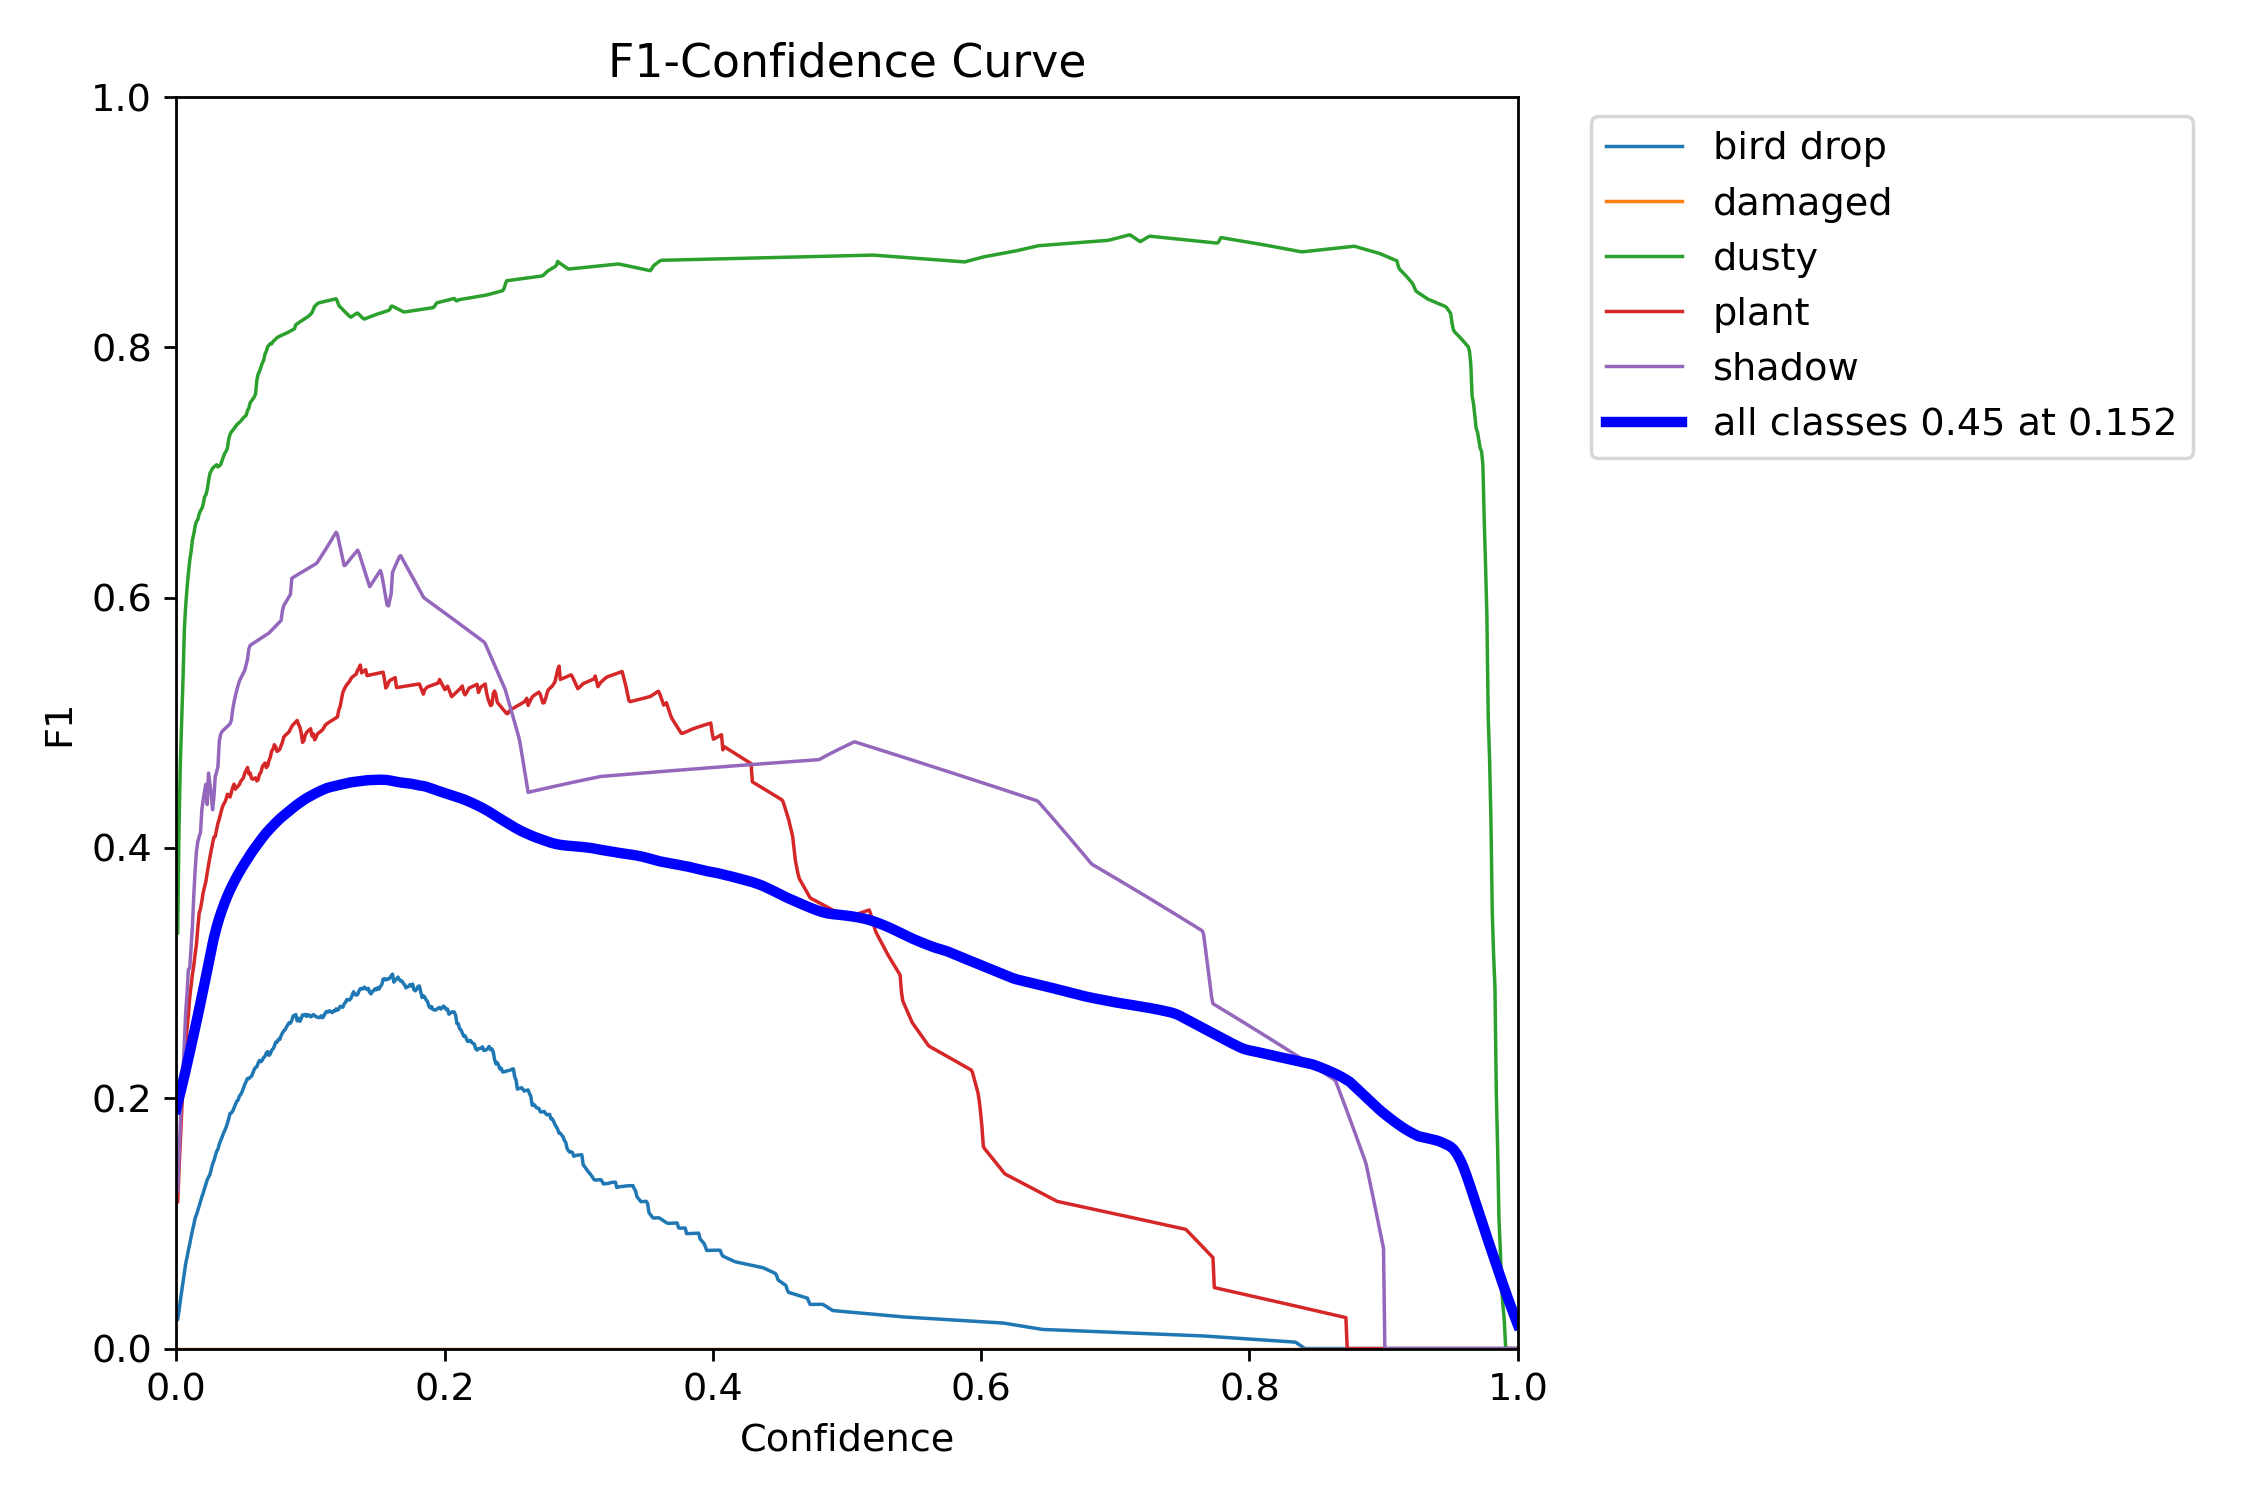 F1-Confidence Curve
1.0
0.8
0.6
0.4
0.2
0.0
F1
0.0 0.2 0.4 0.6 0.8 1.0
Confidence
bird drop
damaged
dusty
plant
shadow
all classes 0.45 at 0.152